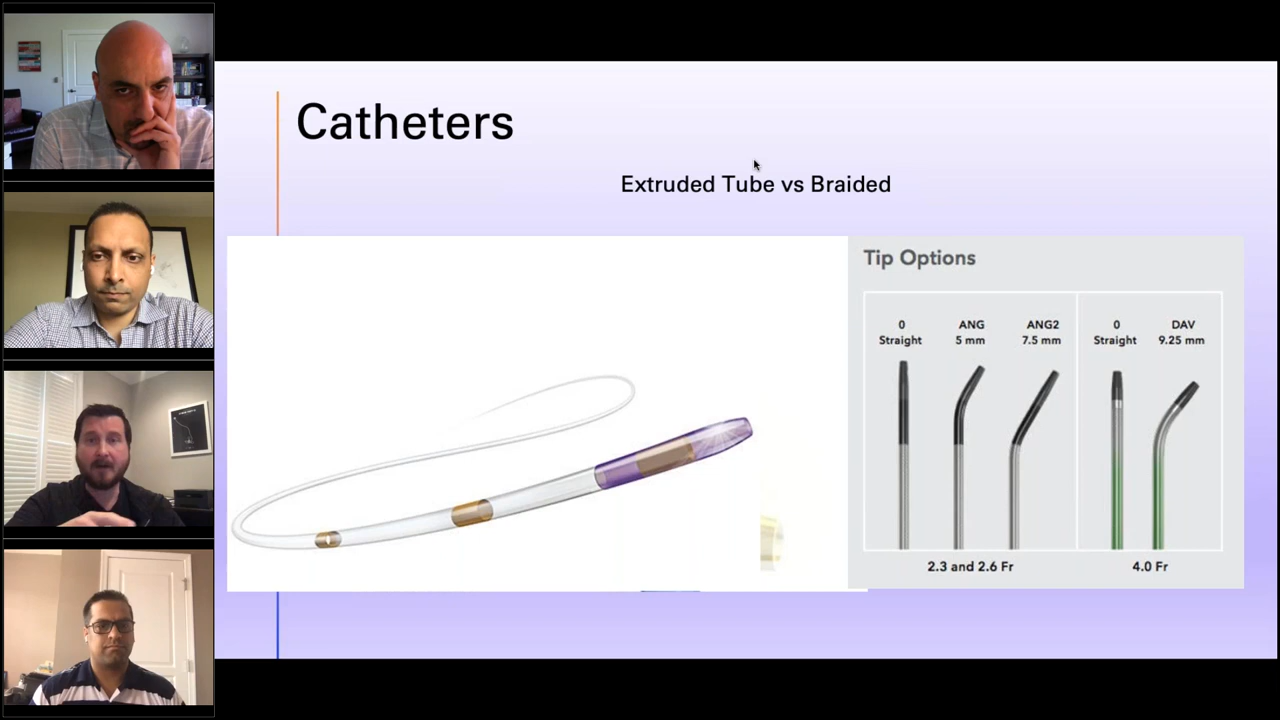 Catheters
Extruded Tube vs Braided
Tip Options
0 ANG ANG2 0 DAV
Straight 5 mm 7.5 mm Straight 9.25 mm
2.3 and 2.6 Fr 4.0 Fr